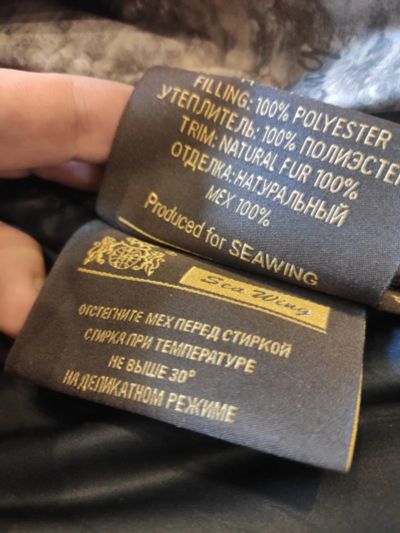 FILLING: 100% POLYESTER
УТЕПЛИТЕЛЬ: 100% ПОЛИЭСТЕ
TRIM: NATURAL FUR 100%
ОТДЕЛКА: НАТУРАЛЬНЫЙ
МЕХ 100%
Produced for SEAWING
Sea Wing
ОТСТЕГНИТЕ МЕХ ПЕРЕД СТИРКОЙ
СТИРКА ПРИ ТЕМПЕРАТУРЕ
НЕ ВЫШЕ 30°
НА ДЕЛИКАТНОМ РЕЖИМЕ